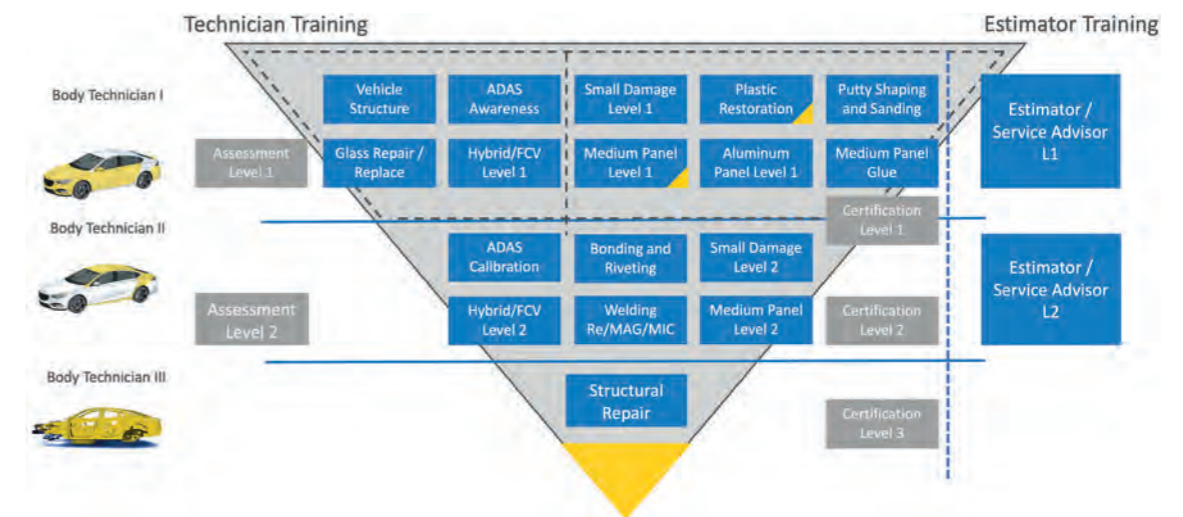 Technician Training
Estimator Training
Body Technician I
Vehicle
Structure
ADAS
Awareness
Small Damage
Level 1
Plastic
Restoration
Putty Shaping
and Sanding
Estimator /
Service Advisor
L1
Assessment
Level 1
Glass Repair /
Replace
Hybrid/FCV
Level 1
Medium Panel
Level 1
Aluminum
Panel Level 1
Medium Panel
Glue
Certification
Level 1
Body Technician II
ADAS
Calibration
Bonding and
Riveting
Small Damage
Level 2
Estimator /
Service Advisor
L2
Assessment
Level 2
Hybrid/FCV
Level 2
Welding
Re/MAG/MIC
Medium Panel
Level 2
Certification
Level 2
Body Technician III
Structural
Repair
Certification
Level 3